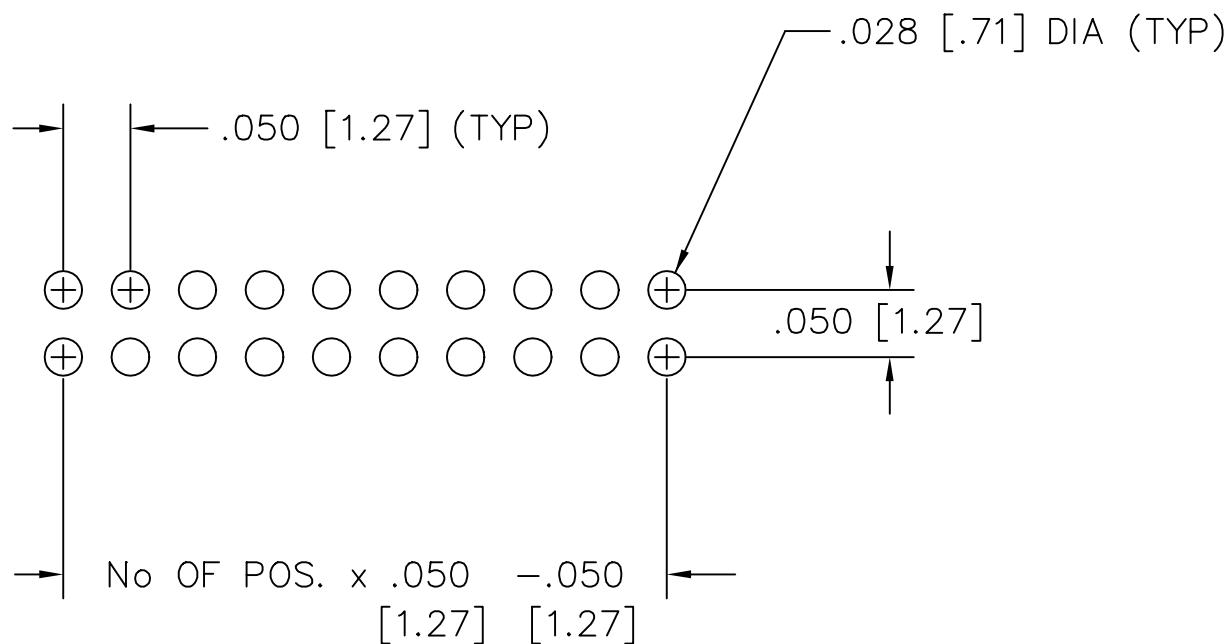 .028 [.71] DIA (TYP)
.050 [1.27] (TYP)
.050 [1.27]
No OF POS. x .050 -.050
[1.27] [1.27]